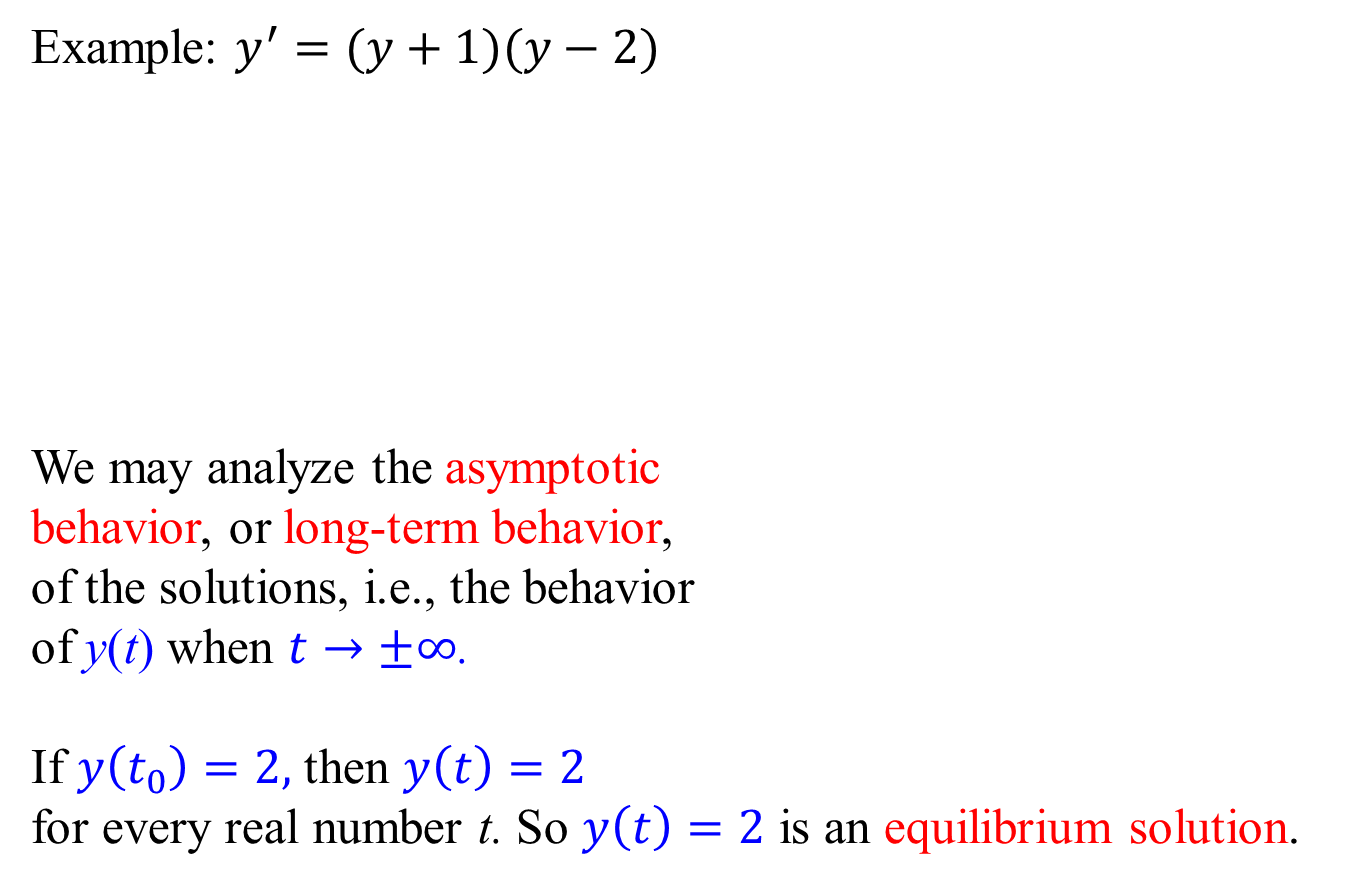 Example: y′ = (y + 1)(y − 2)
We may analyze the asymptotic
behavior, or long-term behavior,
of the solutions, i.e., the behavior
of y(t) when t → ±∞.
If y(t₀) = 2, then y(t) = 2
for every real number t. So y(t) = 2 is an equilibrium solution.